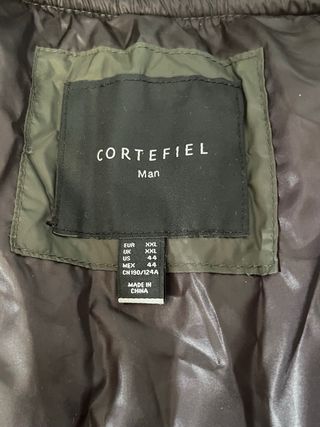 CORTEFIEL
Man
EUR XXL
UK XXL
US 44
MEX 44
CN190/124A
MADE IN
CHINA